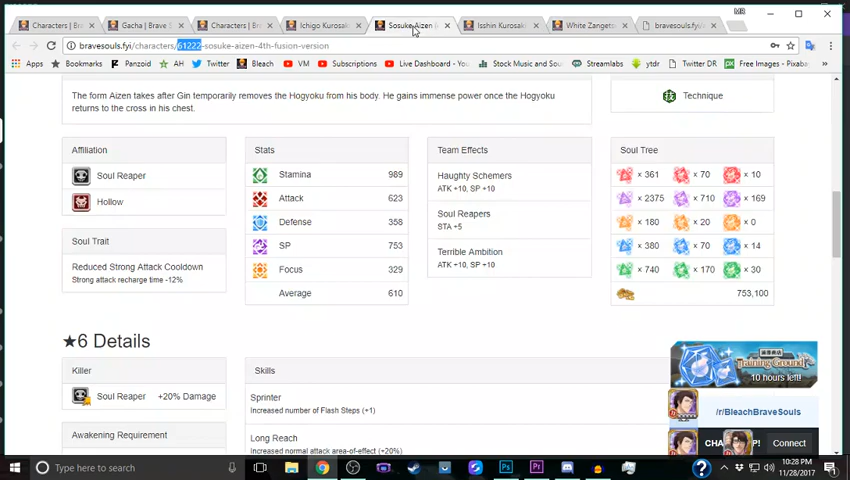 MR
Characters |
Gacha | Brave
Characters |
Ichigo Kurosaki
Sosuke Aizen
Isshin Kurosaki
White Zangets
bravesouls.fyi/
bravesouls.fyi/characters/61222-sosuke-aizen-4th-fusion-version
Apps
Bookmarks
Panzoid
AH
Twitter
Bleach
VM
Subscriptions
Live Dashboard - You
Stock Music and Sou
Streamlabs
ytdr
Twitter DR
Free Images - Pixaba
The form Aizen takes after Gin temporarily removes the Hogyoku from his body. He gains immense power once the Hogyoku
returns to the cross in his chest.
Technique
Affiliation
Soul Reaper
Hollow
Soul Trait
Reduced Strong Attack Cooldown
Strong attack recharge time -12%
Stats
Stamina 989
Attack 623
Defense 358
SP 753
Focus 329
Average 610
Team Effects
Haughty Schemers
ATK +10, SP +10
Soul Reapers
STA +5
Terrible Ambition
ATK +10, SP +10
Soul Tree
x 361 x 70 x 10
x 2375 x 710 x 169
x 180 x 20 x 0
x 380 x 70 x 14
x 740 x 170 x 30
753,100
★6 Details
Killer
Soul Reaper +20% Damage
Awakening Requirement
Skills
Sprinter
Increased number of Flash Steps (+1)
Long Reach
Increased normal attack area-of-effect (+20%)
Training Ground
10 hours left!
/r/BleachBraveSouls
Connect
Type here to search
10:28 PM
11/28/2017